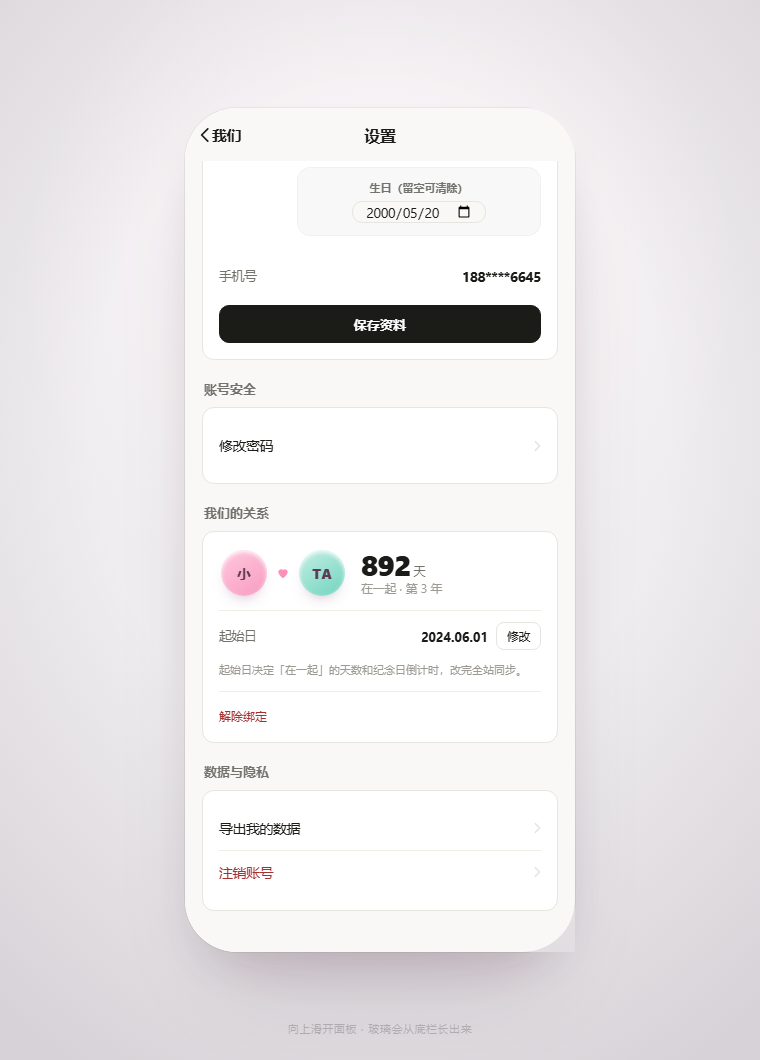 我们
设置
生日（留空可清除）
2000/05/20
手机号
188****6645
保存资料
账号安全
修改密码
我们的关系
小
TA
892天
在一起 · 第 3 年
起始日
2024.06.01
修改
起始日决定「在一起」的天数和纪念日倒计时，改完全站同步。
解除绑定
数据与隐私
导出我的数据
注销账号
向上滑开面板 · 玻璃会从底栏长出来